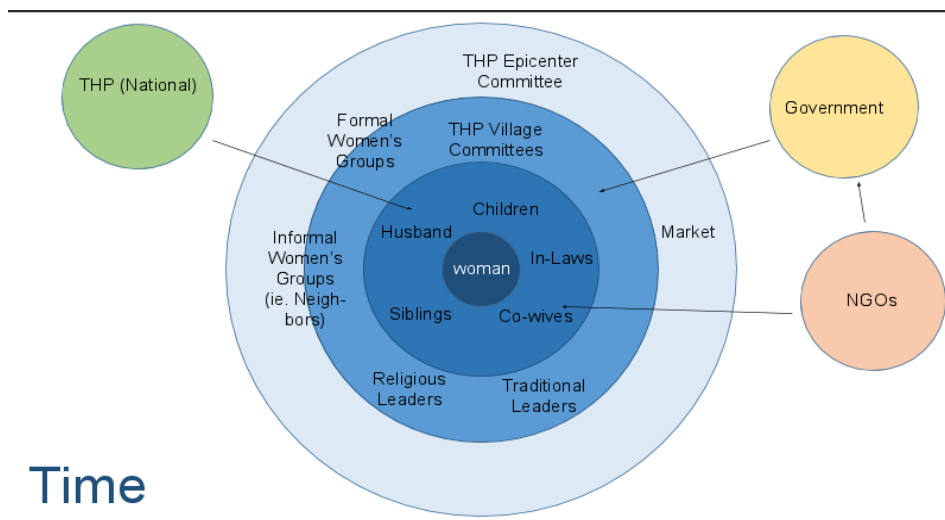 THP Epicenter
Committee
THP (National)
Government
Formal
Women's
Groups
THP Village
Committees
Children
Husband
Informal
Women's
Groups
(ie. Neigh-
bors)
woman
In-Laws
Market
Siblings
Co-wives
NGOs
Religious
Leaders
Traditional
Leaders
Time